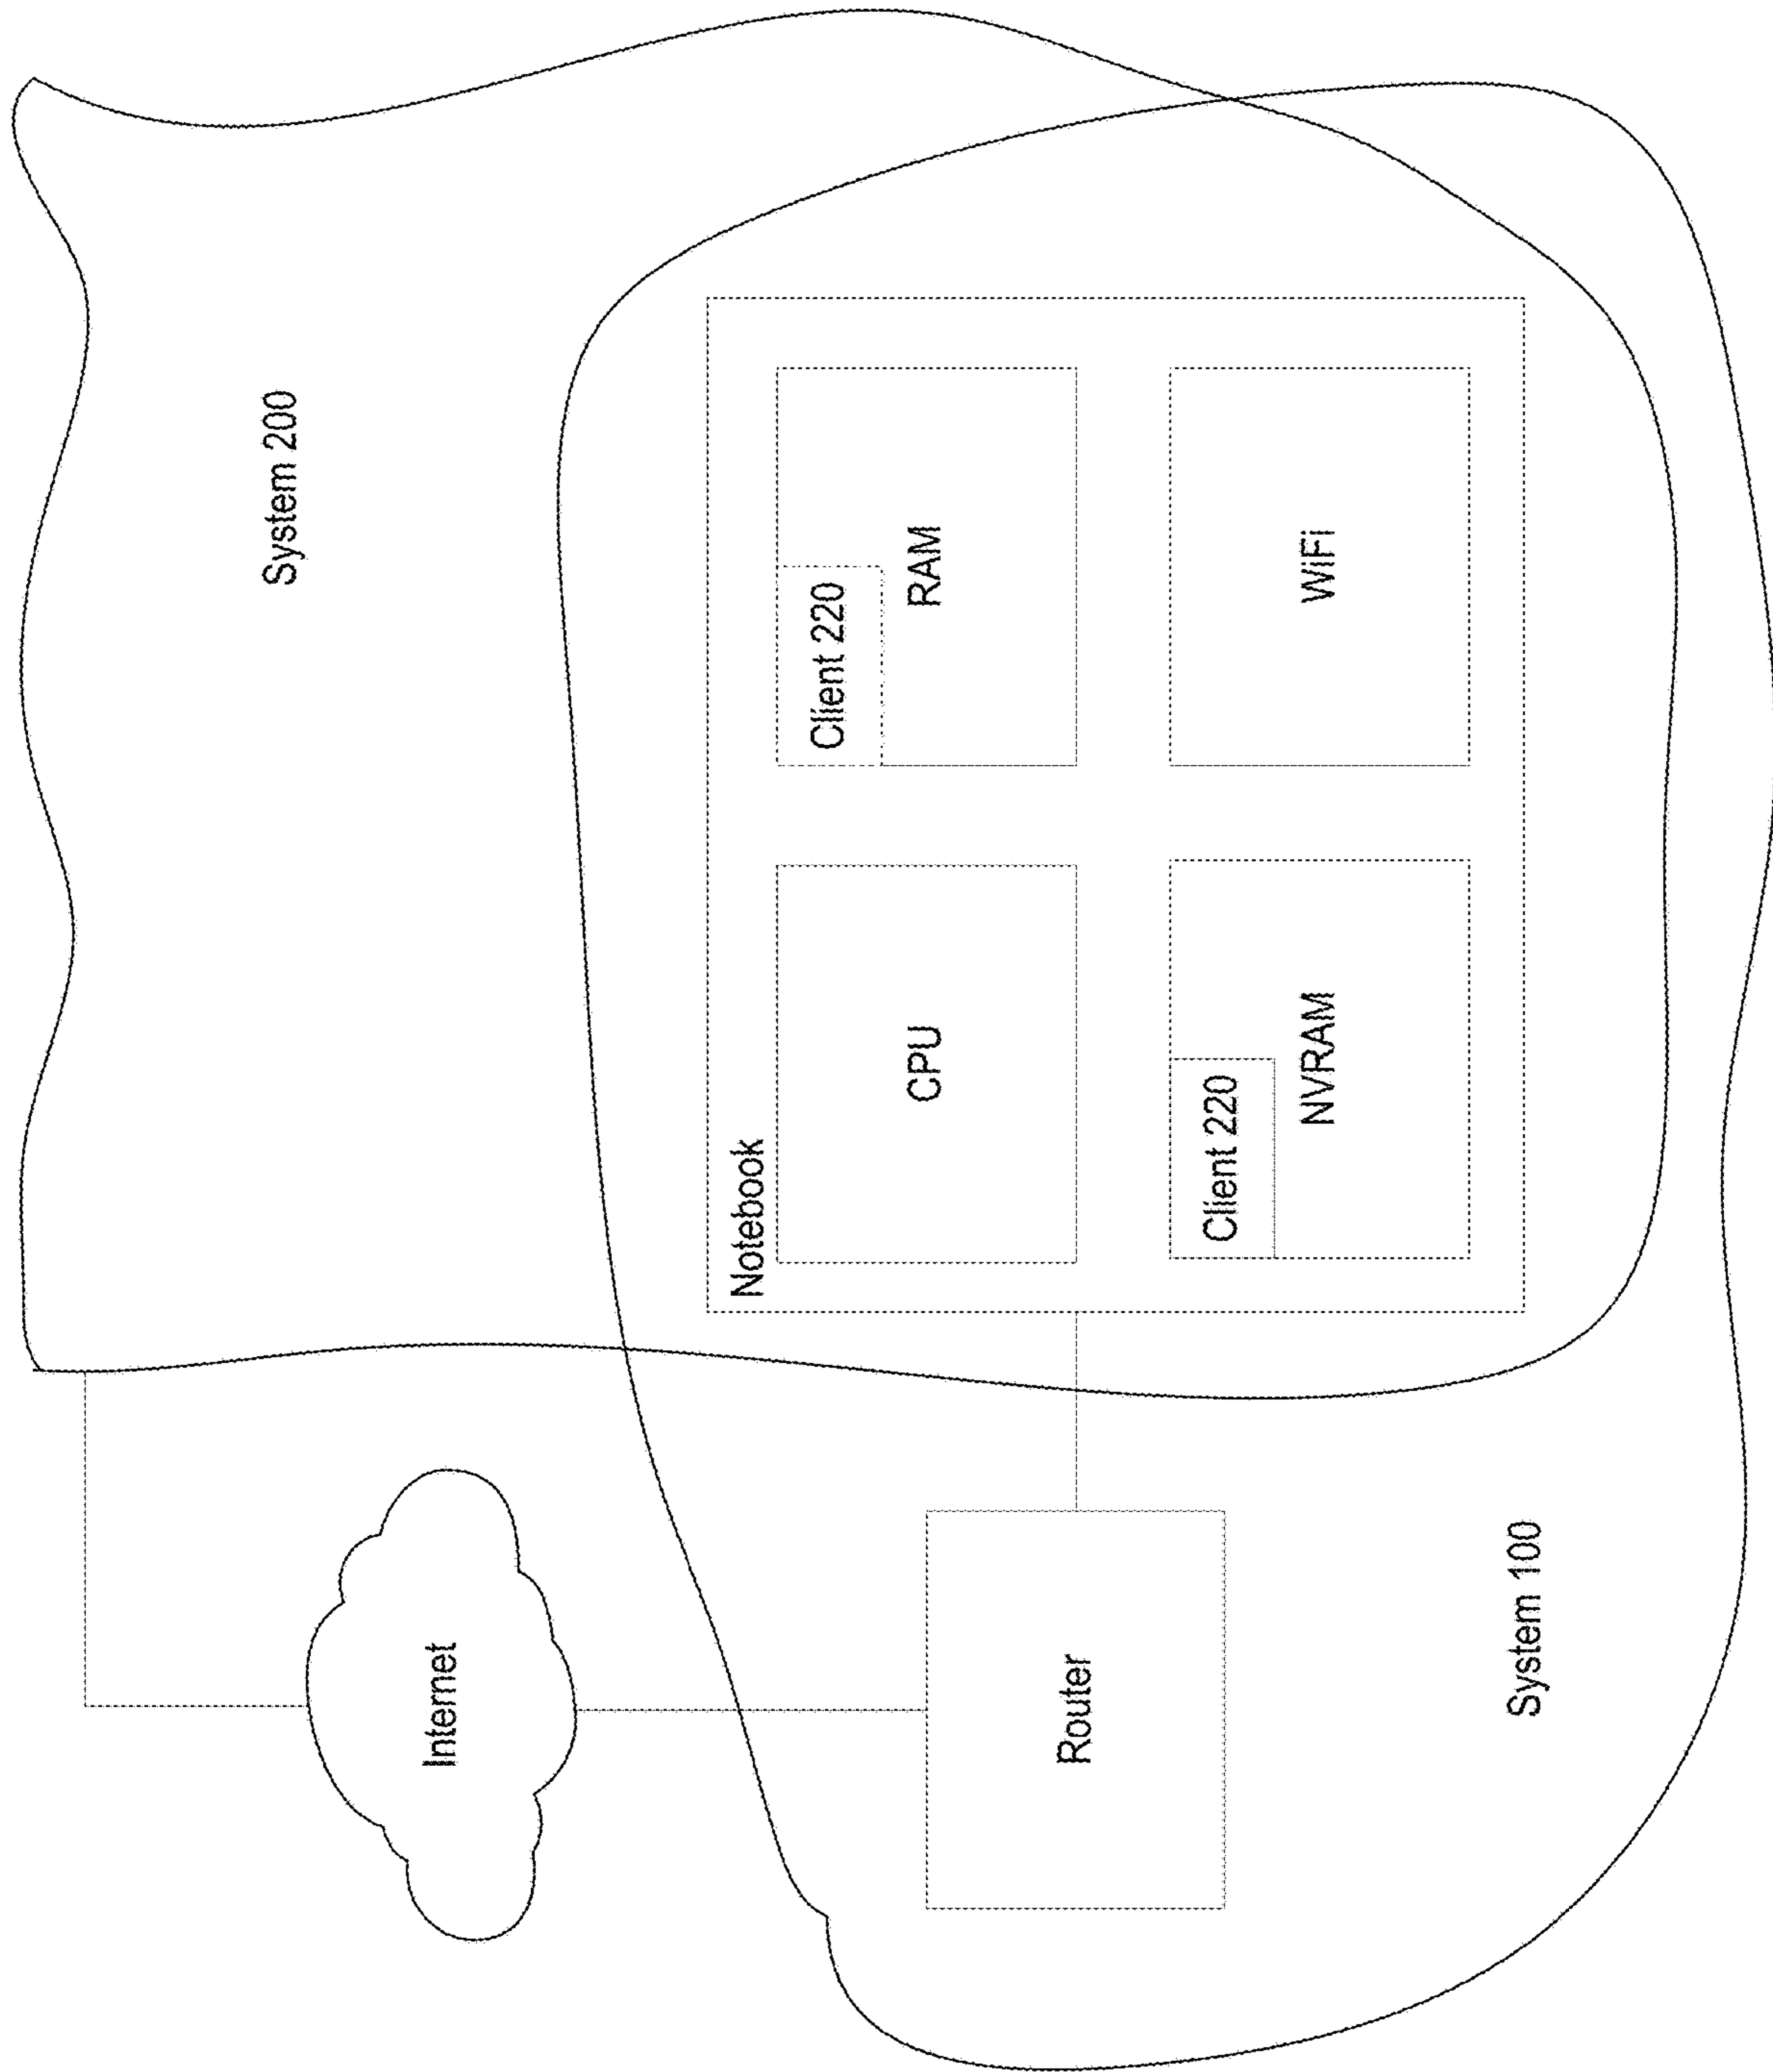 Internet
System 200
Notebook
CPU
Client 220
RAM
Router
Client 220
NVRAM
WiFi
System 100